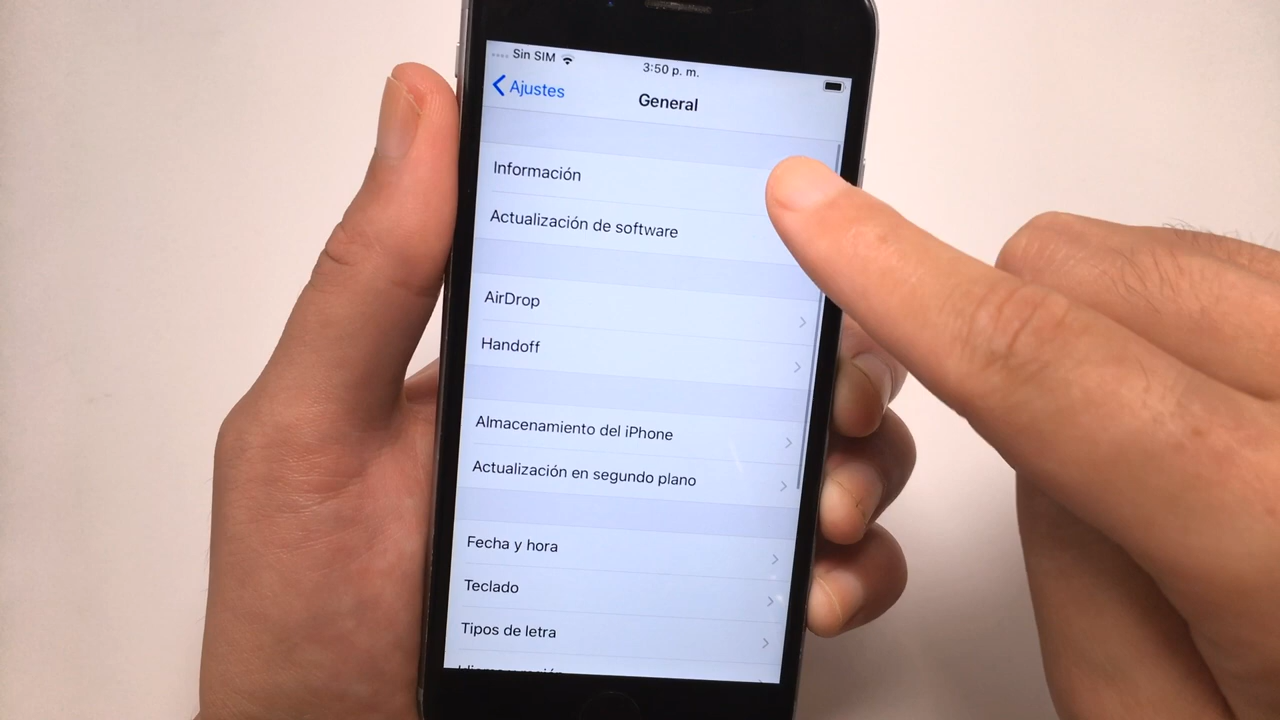 Sin SIM
3:50 p. m.
Ajustes
General
Información
Actualización de software
AirDrop
Handoff
Almacenamiento del iPhone
Actualización en segundo plano
Fecha y hora
Teclado
Tipos de letra